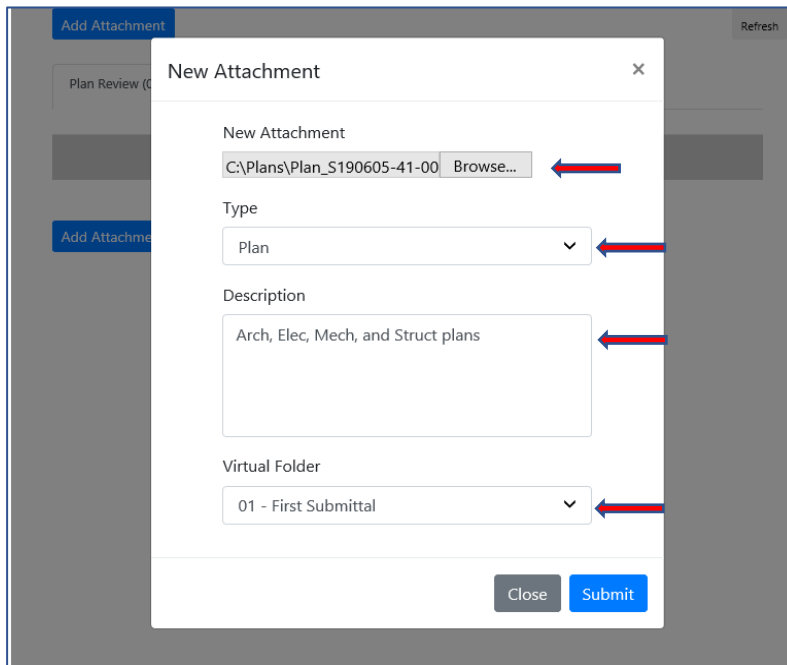 Add Attachment
Refresh
New Attachment
×
Plan Review (0
New Attachment
C:\Plans\Plan_S190605-41-00
Browse...
Type
Plan
Add Attachme
Description
Arch, Elec, Mech, and Struct plans
Virtual Folder
01 - First Submittal
Close
Submit